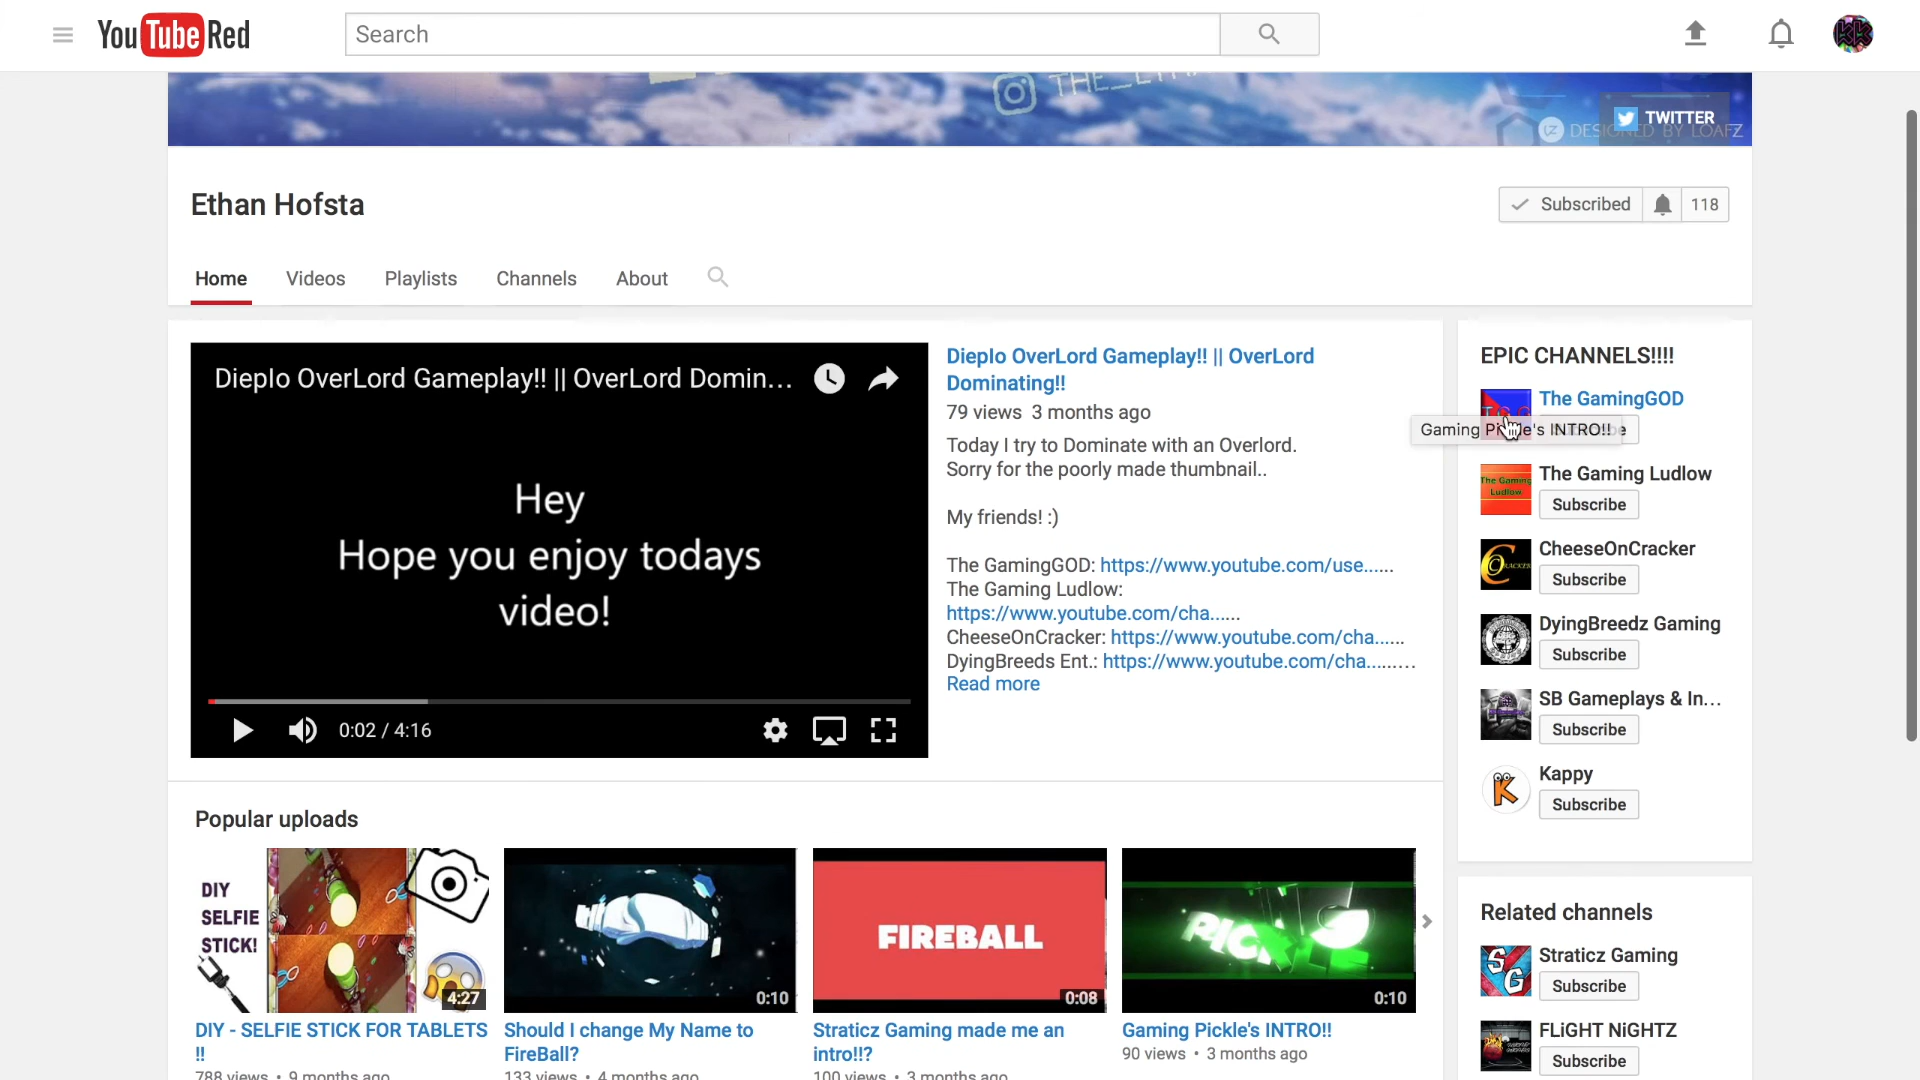 YouTube Red
Search
TWITTER
DESIGNED BY LOAFZ
Ethan Hofsta
Subscribed
118
Home
Videos
Playlists
Channels
About
DiepIo OverLord Gameplay!! || OverLord Domin...
Hey
Hope you enjoy todays
video!
0:02 / 4:16
DiepIo OverLord Gameplay!! || OverLord
Dominating!!
79 views 3 months ago
Today I try to Dominate with an Overlord.
Sorry for the poorly made thumbnail..
My friends! :)
The GamingGOD: https://www.youtube.com/use......
The Gaming Ludlow:
https://www.youtube.com/cha......
CheeseOnCracker: https://www.youtube.com/cha......
DyingBreeds Ent.: https://www.youtube.com/cha.........
Read more
EPIC CHANNELS!!!!
The GamingGOD
Gaming Pickle's INTRO!!
The Gaming Ludlow
The Gaming
Ludlow
Subscribe
CheeseOnCracker
Subscribe
DyingBreedz Gaming
Subscribe
SB Gameplays & In...
Subscribe
Kappy
K
Subscribe
Popular uploads
DIY
SELFIE
STICK!
4:27
DIY - SELFIE STICK FOR TABLETS
!!
788 views • 9 months ago
0:10
Should I change My Name to
FireBall?
133 views • 4 months ago
FIREBALL
0:08
Straticz Gaming made me an
intro!!?
100 views • 3 months ago
0:10
Gaming Pickle's INTRO!!
90 views • 3 months ago
Related channels
SG
Straticz Gaming
Subscribe
FLiGHT NiGHTZ
Subscribe